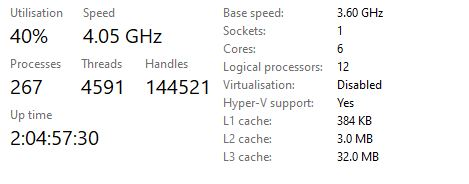 Utilisation Speed
40% 4.05 GHz
Processes Threads Handles
267 4591 144521
Up time
2:04:57:30
Base speed: 3.60 GHz
Sockets: 1
Cores: 6
Logical processors: 12
Virtualisation: Disabled
Hyper-V support: Yes
L1 cache: 384 KB
L2 cache: 3.0 MB
L3 cache: 32.0 MB